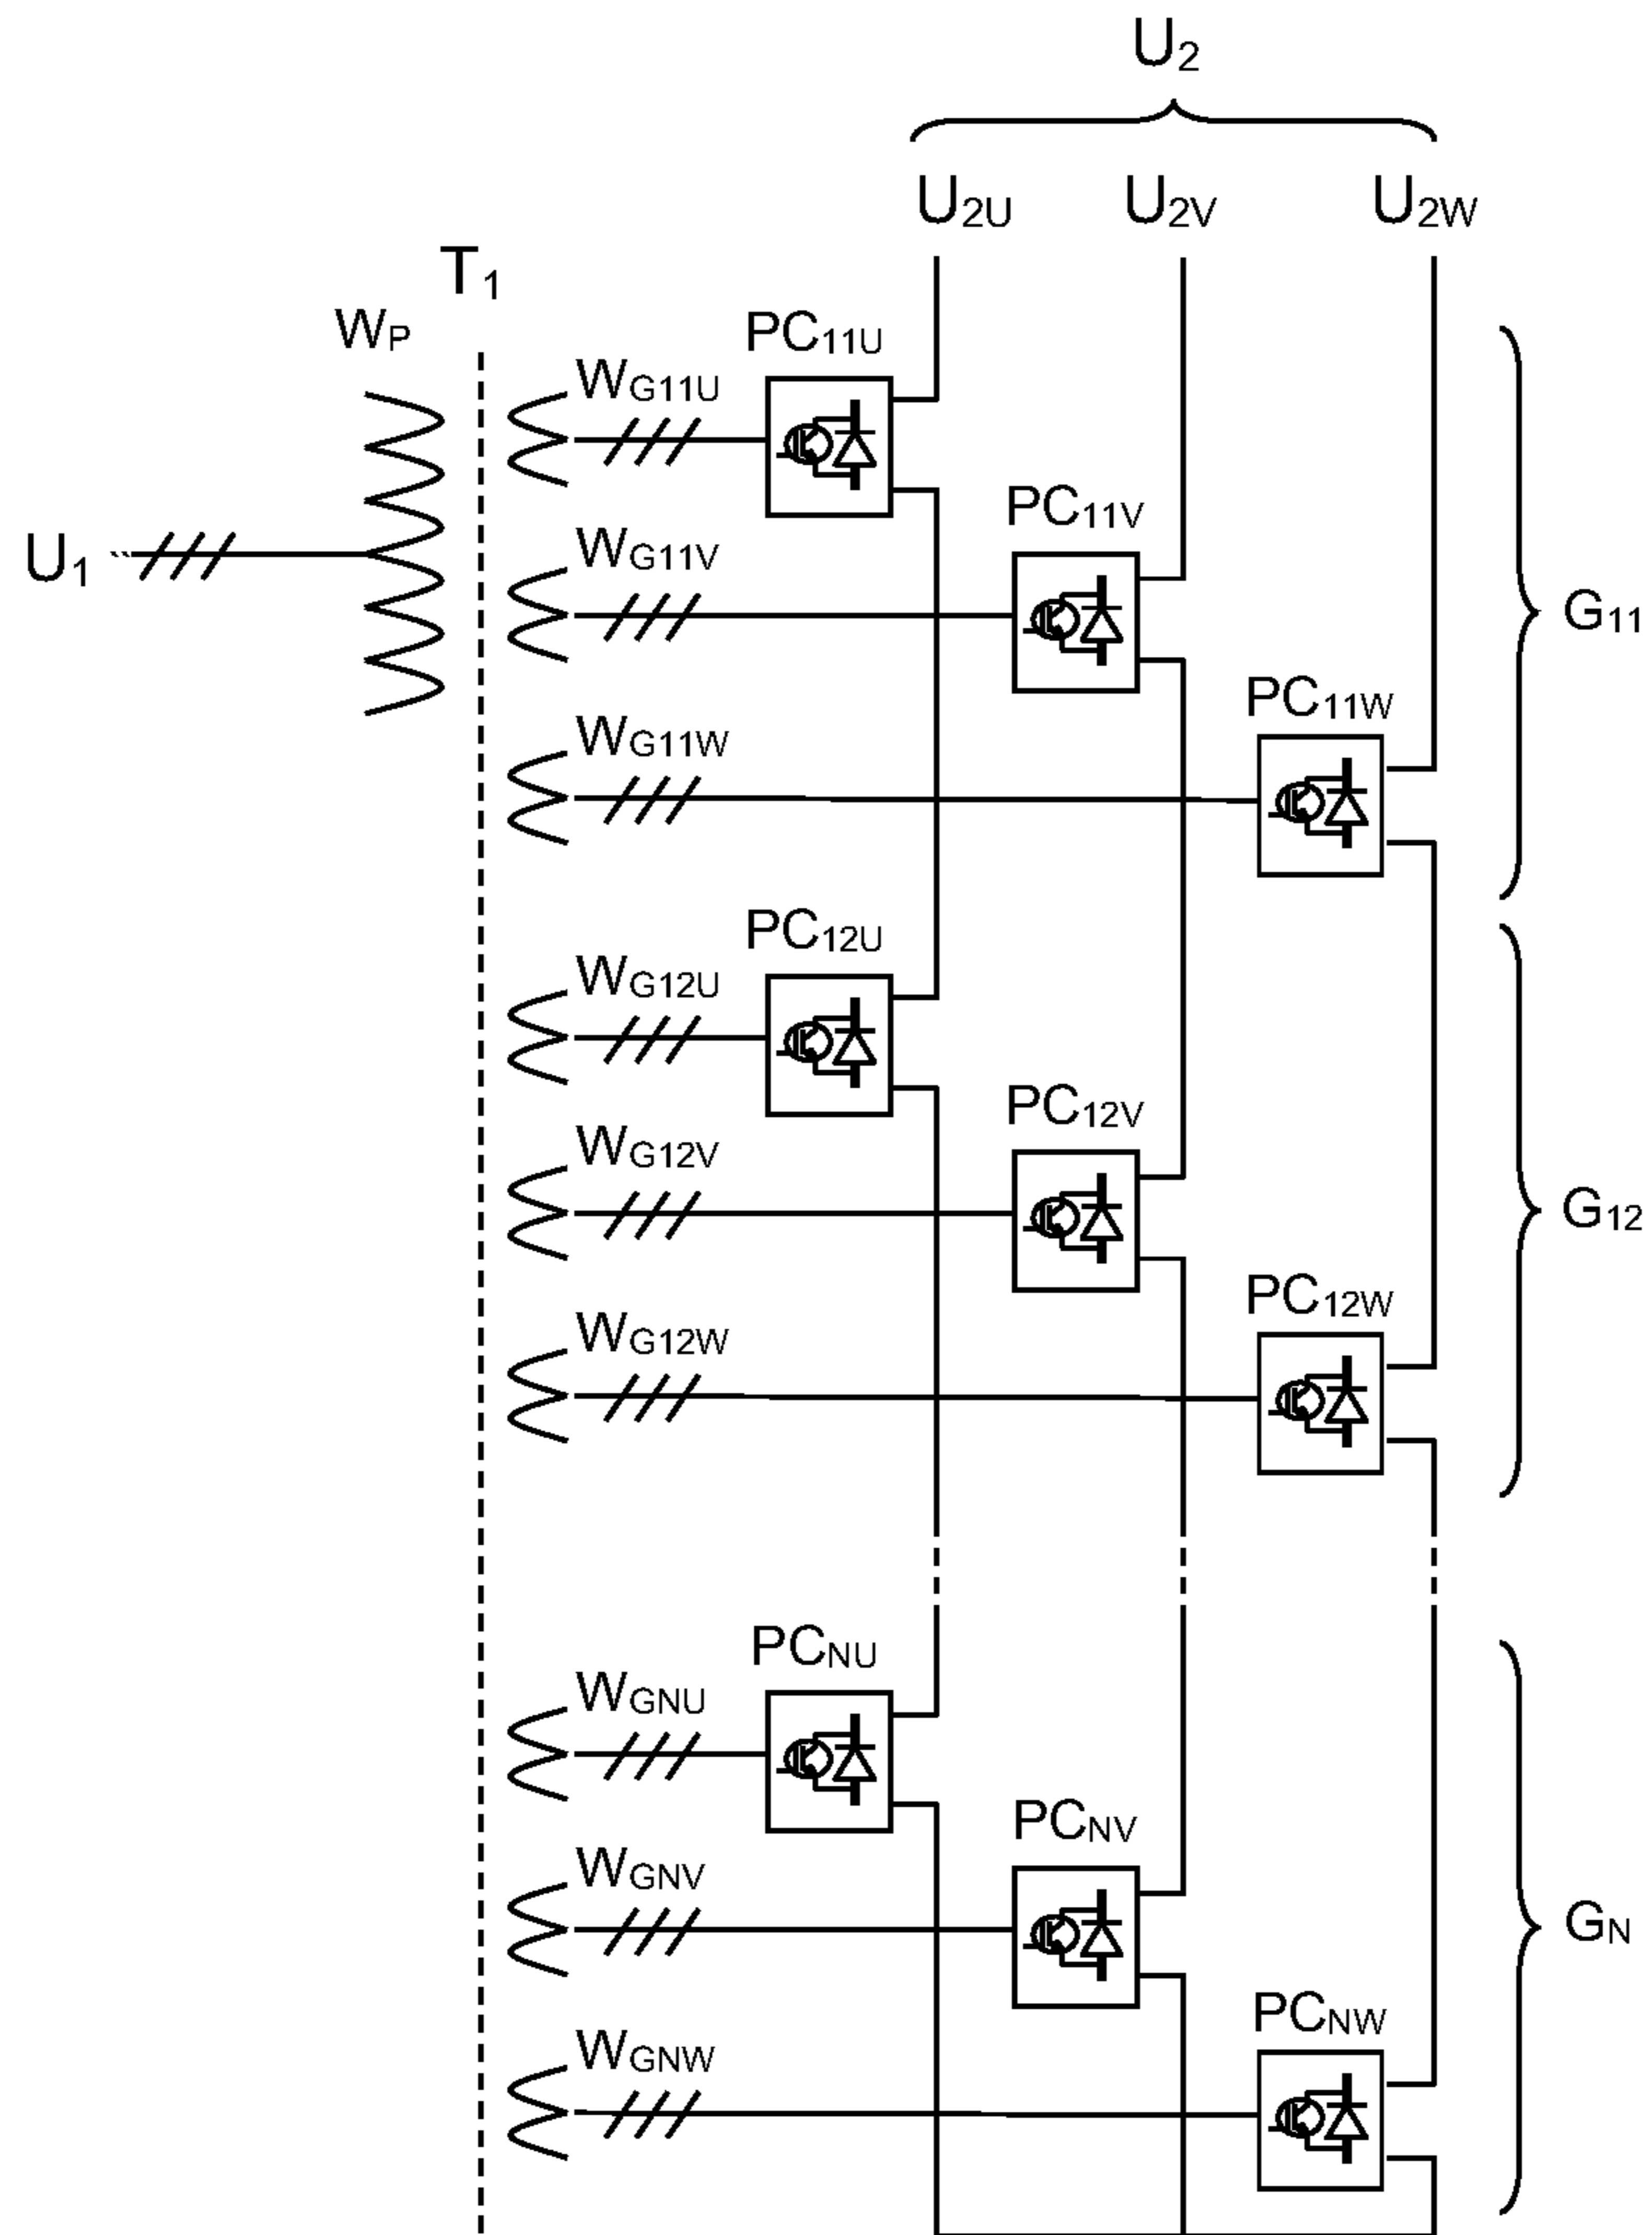 U2
U2U U2V U2W
T1
WP
PC11U
WG11U
PC11V
WG11V
U1
G11
PC11W
WG11W
PC12U
WG12U
PC12V
WG12V
G12
PC12W
WG12W
PCNU
WGNU
PCNV
WGNV
GN
PCNW
WGNW